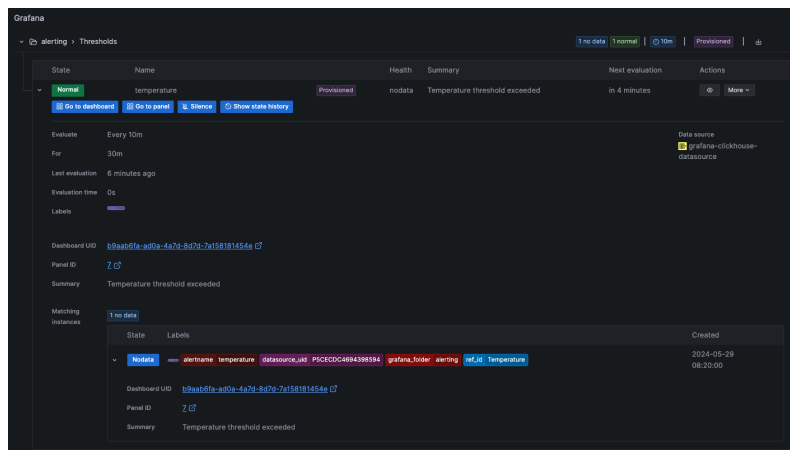 Grafana
alerting > Thresholds
1 no data 1 normal | 10m | Provisioned |
State Name Health Summary Next evaluation Actions
Normal temperature Provisioned nodata Temperature threshold exceeded in 4 minutes More
Go to dashboard Go to panel Silence Show state history
Evaluate Every 10m Data source
For 30m grafana-clickhouse-
datasource
Last evaluation 6 minutes ago
Evaluation time 0s
Labels
Dashboard UID b9aab6fa-ad0a-4a7d-8d7d-7a158181454e
Panel ID 7
Summary Temperature threshold exceeded
Matching
instances 1 no data
State Labels Created
Nodata alertname temperature datasource_uid P5CECDC4694398594 grafana_folder alerting ref_id Temperature 2024-05-29
08:20:00
Dashboard UID b9aab6fa-ad0a-4a7d-8d7d-7a158181454e
Panel ID 7
Summary Temperature threshold exceeded